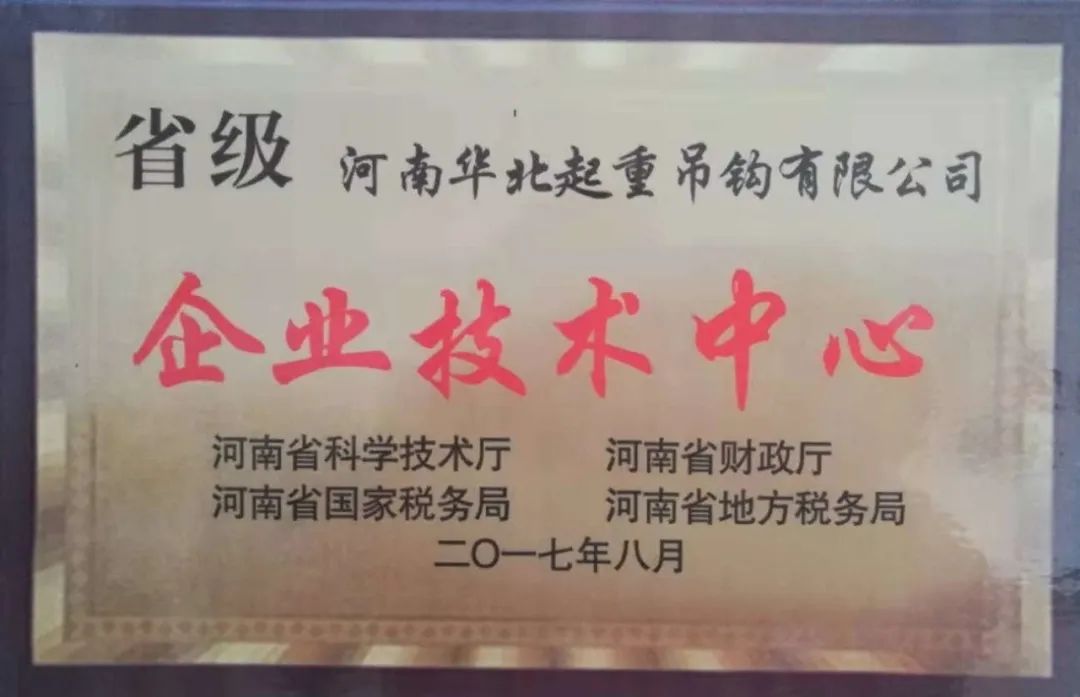 省级 河南华北起重吊钩有限公司
企业技术中心
河南省科学技术厅 河南省财政厅
河南省国家税务局 河南省地方税务局
二〇一七年八月